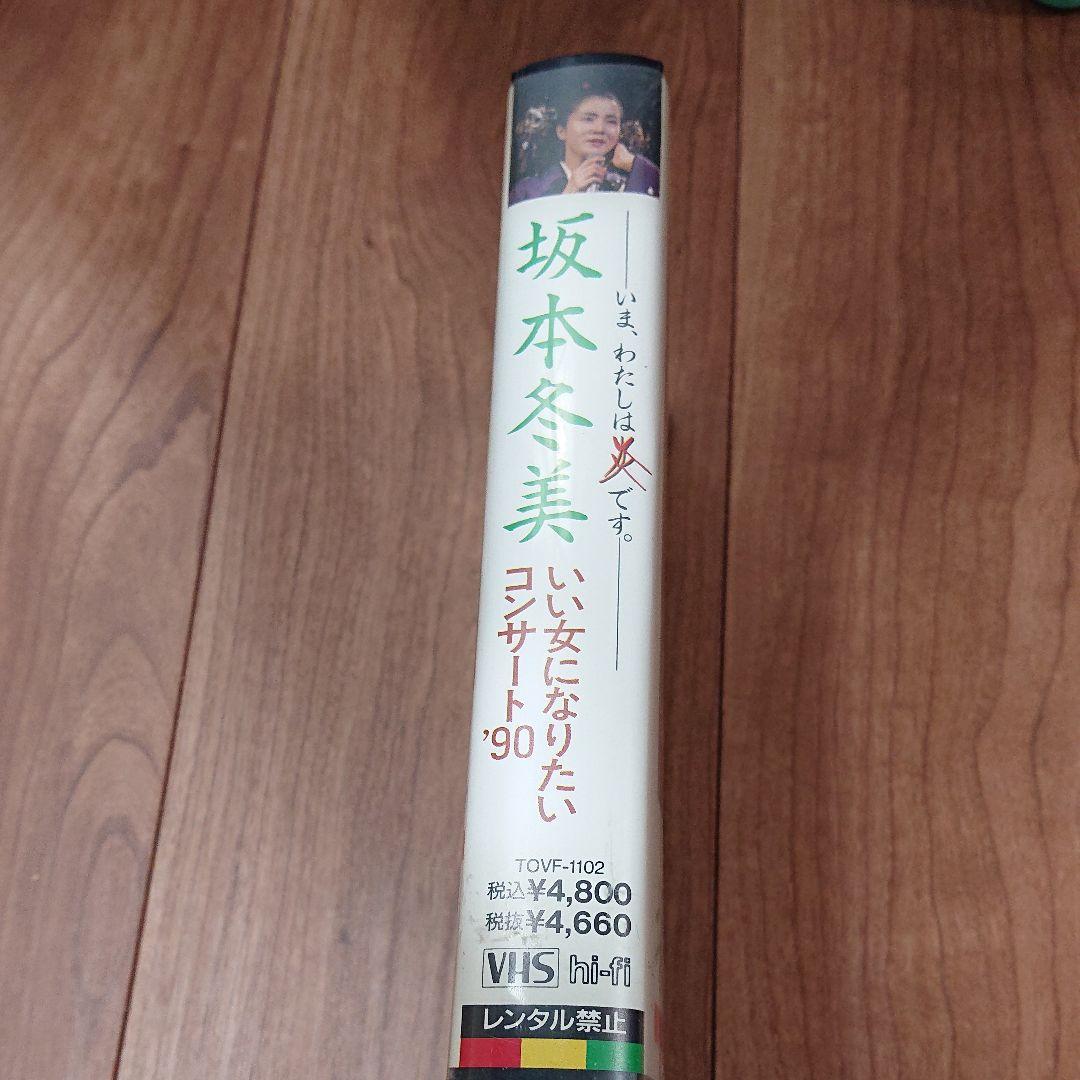 いま、わたしは炎です。
坂本冬美
いい女になりたい
コンサート
'90
TOVF-1102
税込¥4,800
税抜¥4,660
VHS hi-fi
レンタル禁止